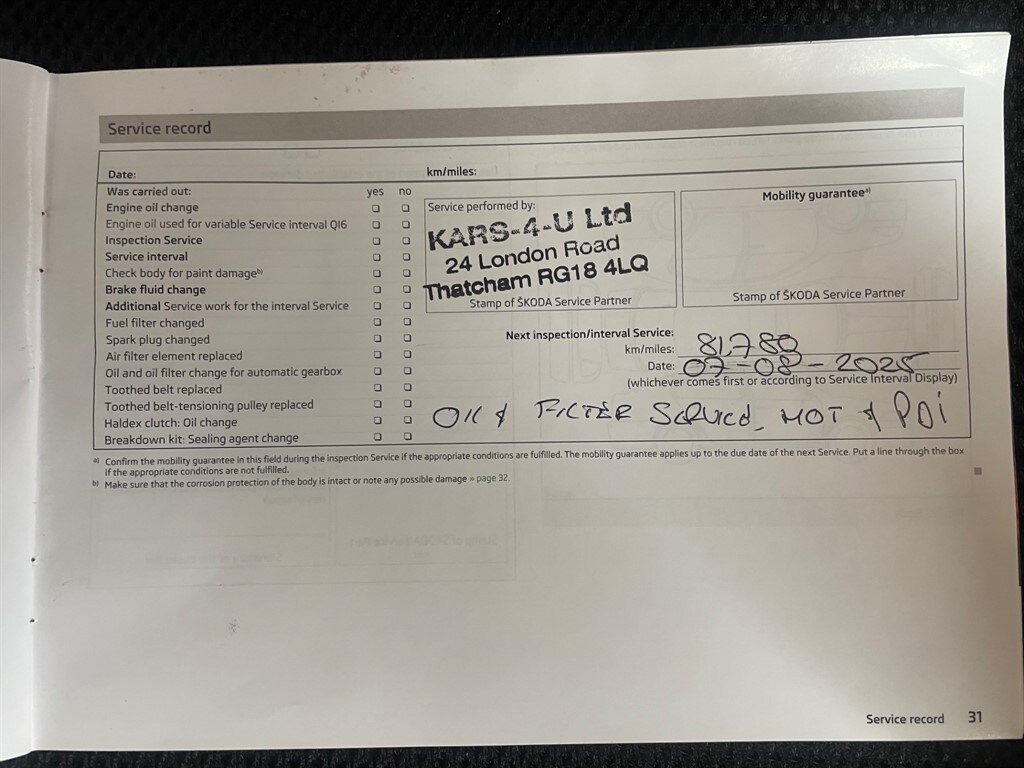 Service record
Date: km/miles:
Was carried out: yes no
Engine oil change
Engine oil used for variable Service interval QI6
Inspection Service
Service interval
Check body for paint damageb)
Brake fluid change
Additional Service work for the interval Service
Fuel filter changed
Spark plug changed
Air filter element replaced
Oil and oil filter change for automatic gearbox
Toothed belt replaced
Toothed belt-tensioning pulley replaced
Haldex clutch: Oil change
Breakdown kit: Sealing agent change
Service performed by:
KARS-4-U Ltd
24 London Road
Thatcham RG18 4LQ
Stamp of ŠKODA Service Partner
Mobility guaranteea)
Stamp of ŠKODA Service Partner
Next inspection/interval Service:
km/miles: 81,780
Date: 07-08-2025
(whichever comes first or according to Service Interval Display)
OIL & FILTER Serviced, MOT & PDi
a) Confirm the mobility guarantee in this field during the inspection Service if the appropriate conditions are fulfilled. The mobility guarantee applies up to the due date of the next Service. Put a line through the box
if the appropriate conditions are not fulfilled.
b) Make sure that the corrosion protection of the body is intact or note any possible damage » page 32.
Service record 31